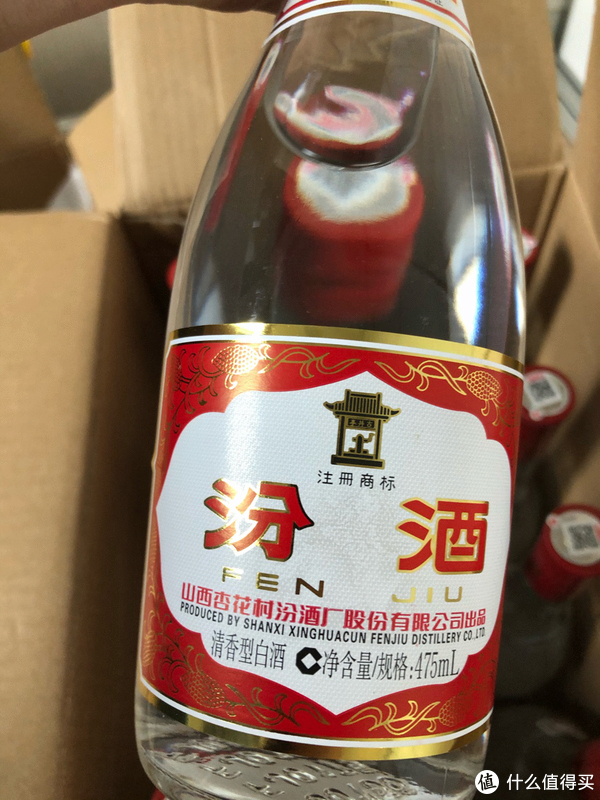 注册商标
汾酒
FEN JIU
山西杏花村汾酒厂股份有限公司出品
PRODUCED BY SHANXI XINGHUACUN FENJIU DISTILLERY CO.,LTD.
清香型白酒 净含量/规格:475mL
值 什么值得买